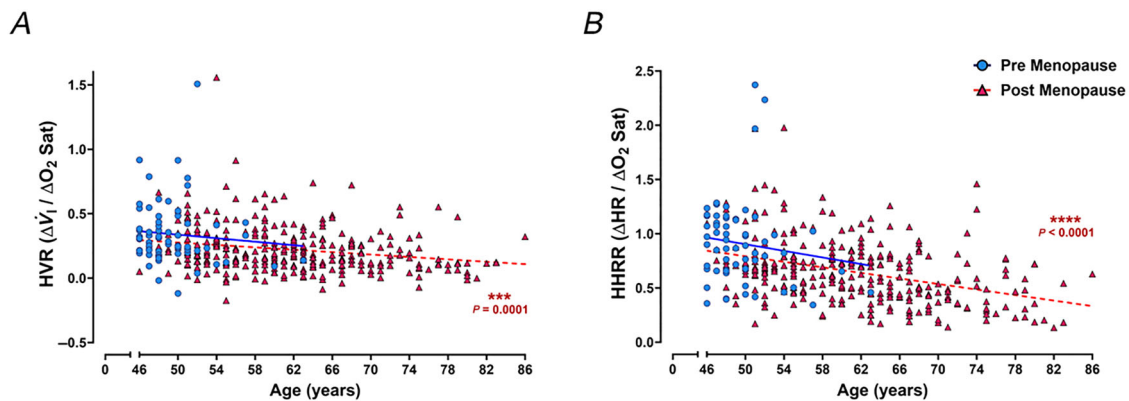 A
B
Pre Menopause
Post Menopause
HVR (ΔV̇I / ΔO2 Sat)
1.5
1.0
0.5
0.0
–0.5
***
P = 0.0001
0 46 50 54 58 62 66 70 74 78 82 86
Age (years)
HHRR (ΔHR / ΔO2 Sat)
2.5
2.0
1.5
1.0
0.5
0.0
****
P < 0.0001
0 46 50 54 58 62 66 70 74 78 82 86
Age (years)